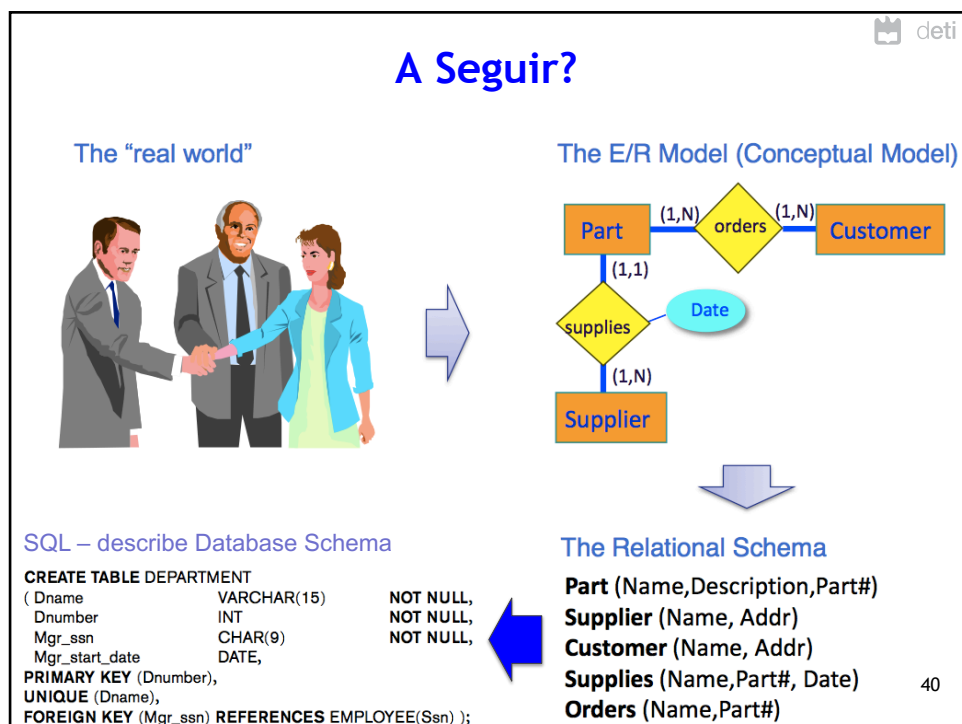 deti
A Seguir?
The “real world”
The E/R Model (Conceptual Model)
Part
(1,N)
orders
(1,N)
Customer
(1,1)
supplies
Date
(1,N)
Supplier
SQL – describe Database Schema
CREATE TABLE DEPARTMENT
( Dname VARCHAR(15) NOT NULL,
Dnumber INT NOT NULL,
Mgr_ssn CHAR(9) NOT NULL,
Mgr_start_date DATE,
PRIMARY KEY (Dnumber),
UNIQUE (Dname),
FOREIGN KEY (Mgr_ssn) REFERENCES EMPLOYEE(Ssn) );
The Relational Schema
Part (Name,Description,Part#)
Supplier (Name, Addr)
Customer (Name, Addr)
Supplies (Name,Part#, Date)
Orders (Name,Part#)
40